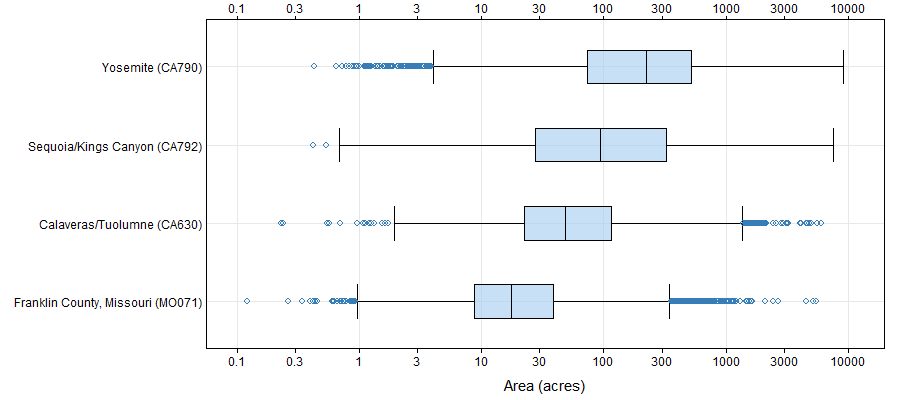 0.1 0.3 1 3 10 30 100 300 1000 3000 10000
Yosemite (CA790)
Sequoia/Kings Canyon (CA792)
Calaveras/Tuolumne (CA630)
Franklin County, Missouri (MO071)
0.1 0.3 1 3 10 30 100 300 1000 3000 10000
Area (acres)